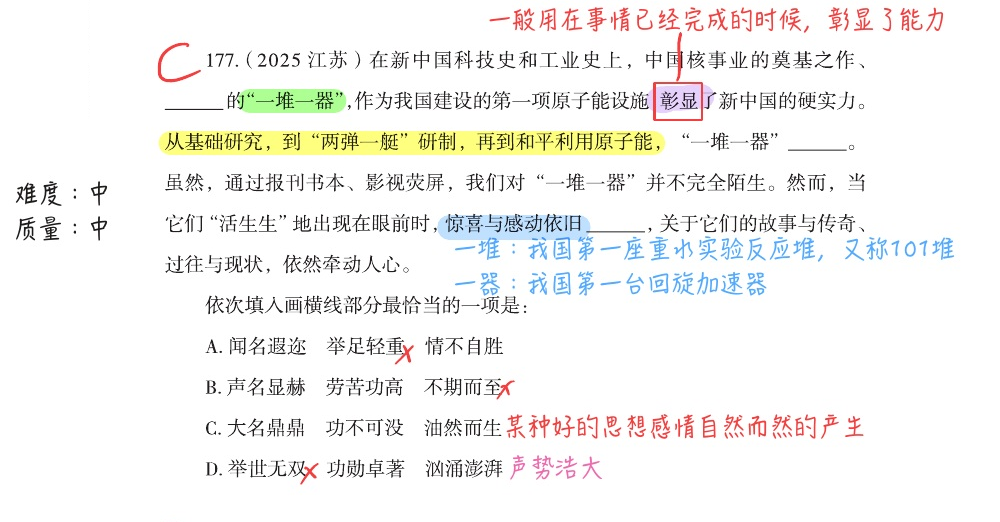 一般用在事情已经完成的时候，彰显了能力
C 177.（2025 江苏）在新中国科技史和工业史上，中国核事业的奠基之作、
______的“一堆一器”,作为我国建设的第一项原子能设施 彰显了新中国的硬实力。
从基础研究，到“两弹一艇”研制，再到和平利用原子能，“一堆一器”______。
难度：中
虽然，通过报刊书本、影视荧屏，我们对“一堆一器”并不完全陌生。然而，当
质量：中
它们“活生生”地出现在眼前时，惊喜与感动依旧______，关于它们的故事与传奇、
一堆：我国第一座重水实验反应堆，又称101堆
过往与现状，依然牵动人心。
一器：我国第一台回旋加速器
依次填入画横线部分最恰当的一项是：
A. 闻名遐迩 举足轻重 情不自胜
B. 声名显赫 劳苦功高 不期而至
C. 大名鼎鼎 功不可没 油然而生 某种好的思想感情自然而然的产生
D. 举世无双 功勋卓著 汹涌澎湃 声势浩大